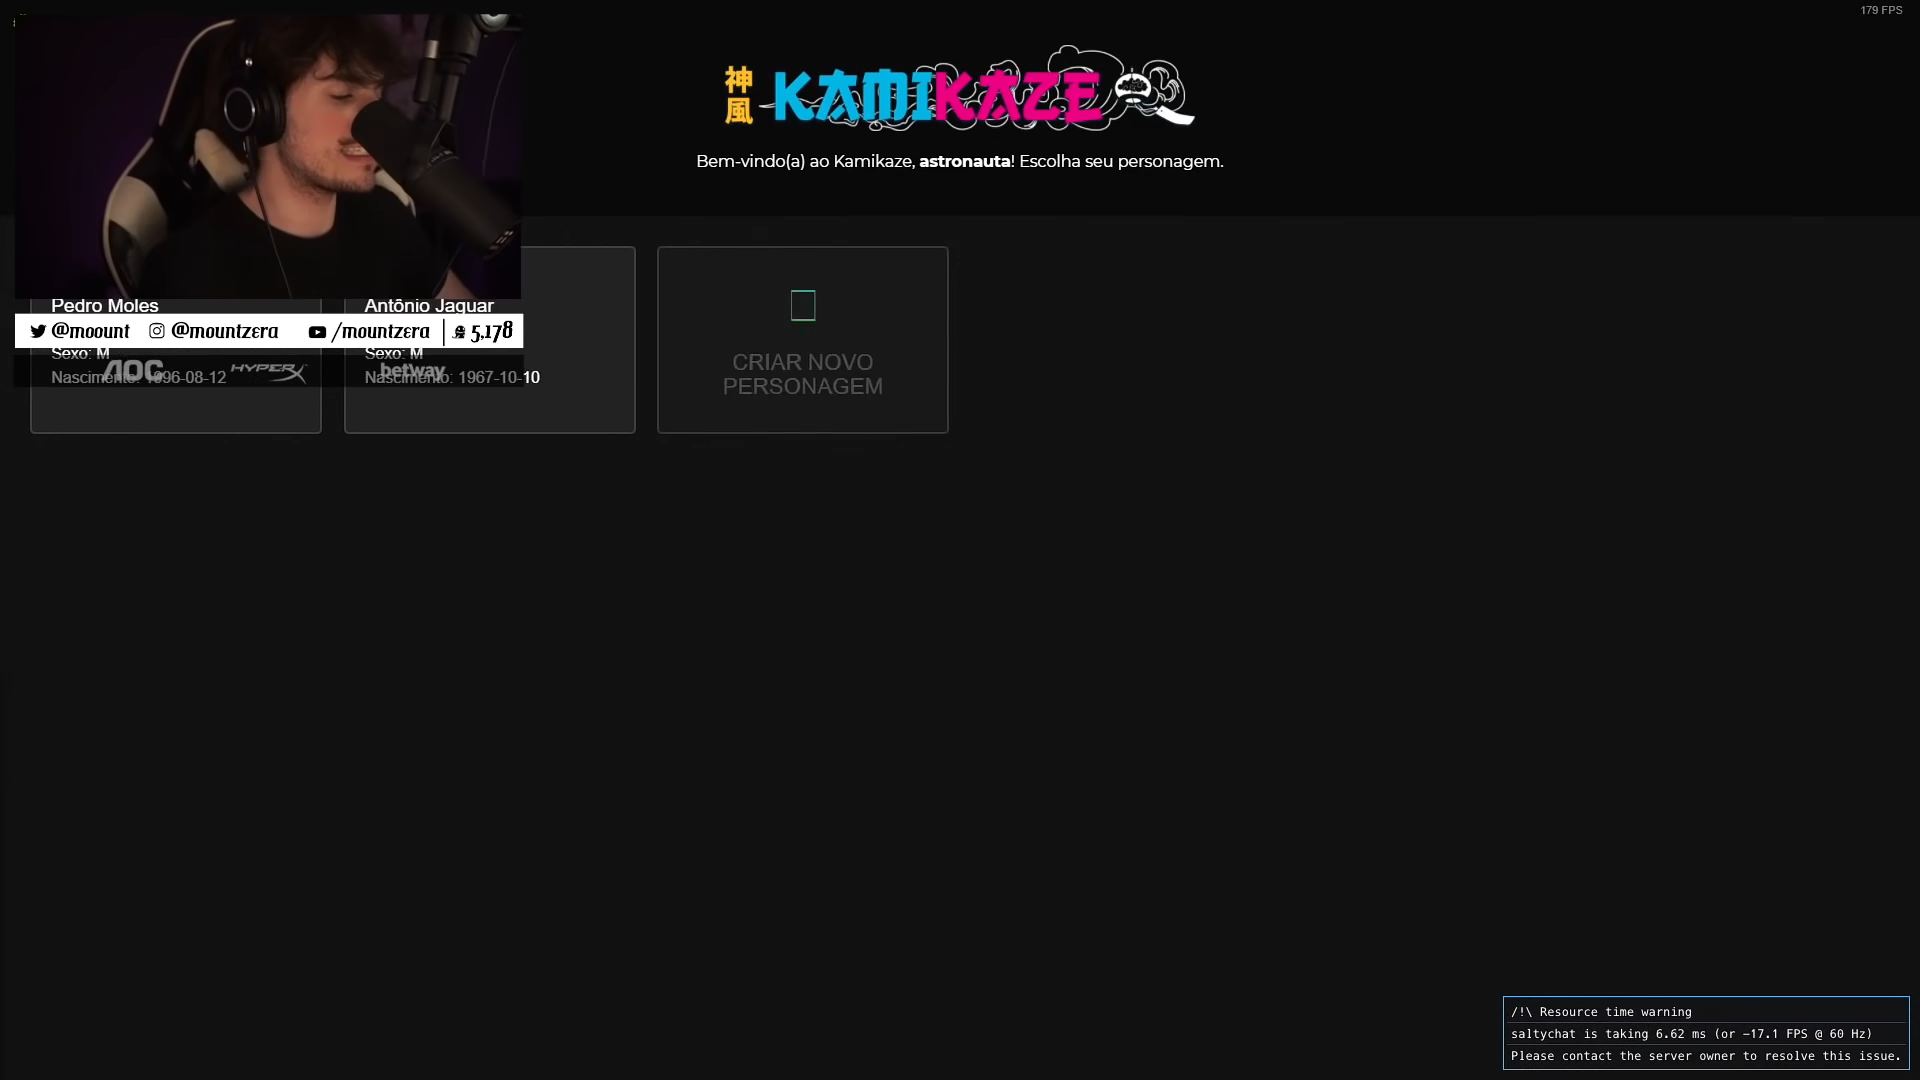 179 FPS
神風 KAMIKAZE
Bem-vindo(a) ao Kamikaze, astronauta! Escolha seu personagem.
Pedro Moles
Antônio Jaguar
@moount @mountzera /mountzera 5,178
Sexo: M
Sexo: M
AOC HYPERX betway
Nascimento: 1996-08-12
Nascimento: 1967-10-10
CRIAR NOVO
PERSONAGEM
/!\ Resource time warning
saltychat is taking 6.62 ms (or -17.1 FPS @ 60 Hz)
Please contact the server owner to resolve this issue.